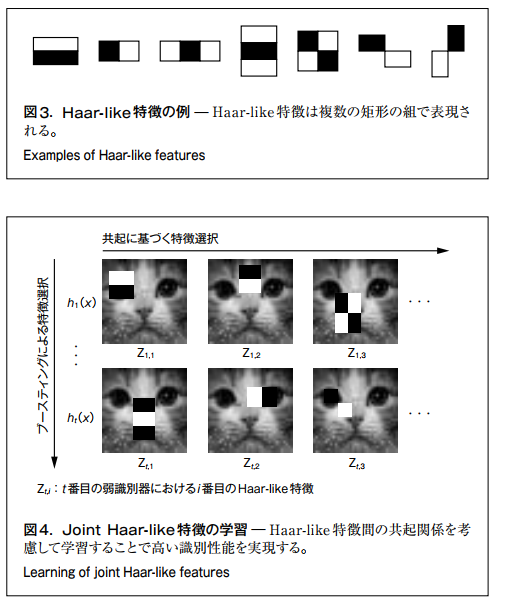 図3. Haar-like特徴の例 — Haar-like特徴は複数の矩形の組で表現さ
れる。
Examples of Haar-like features
共起に基づく特徴選択
ブースティングによる特徴選択
h1(x)
Z1,1
Z1,2
Z1,3
・・・
・・・
ht(x)
Zt,1
Zt,2
Zt,3
・・・
Zt,i：t番目の弱識別器におけるi番目のHaar-like特徴
図4. Joint Haar-like特徴の学習 — Haar-like特徴間の共起関係を考
慮して学習することで高い識別性能を実現する。
Learning of joint Haar-like features